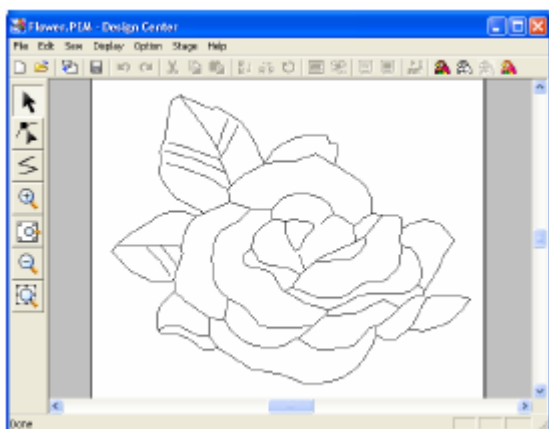 Flower.PEM - Design Center
File Edit Sew Display Option Stage Help
Done